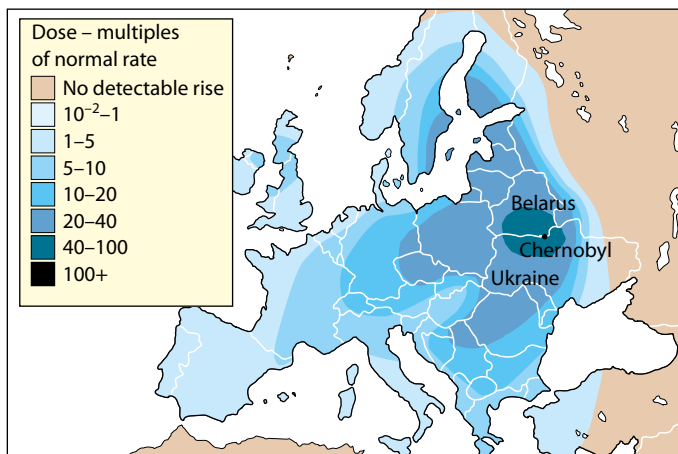 Dose – multiples
of normal rate
No detectable rise
10⁻²–1
1–5
5–10
10–20
20–40
40–100
100+
Belarus
Chernobyl
Ukraine